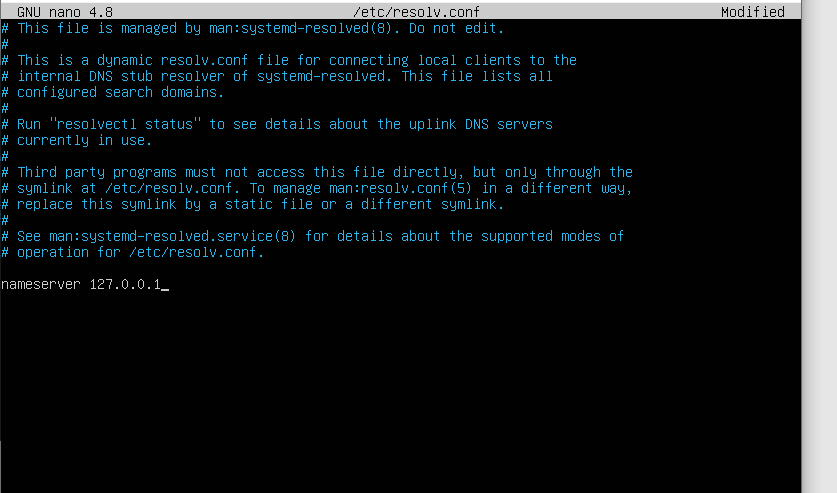 GNU nano 4.8 /etc/resolv.conf Modified
# This file is managed by man:systemd-resolved(8). Do not edit.
#
# This is a dynamic resolv.conf file for connecting local clients to the
# internal DNS stub resolver of systemd-resolved. This file lists all
# configured search domains.
#
# Run "resolvectl status" to see details about the uplink DNS servers
# currently in use.
#
# Third party programs must not access this file directly, but only through the
# symlink at /etc/resolv.conf. To manage man:resolv.conf(5) in a different way,
# replace this symlink by a static file or a different symlink.
#
# See man:systemd-resolved.service(8) for details about the supported modes of
# operation for /etc/resolv.conf.
nameserver 127.0.0.1